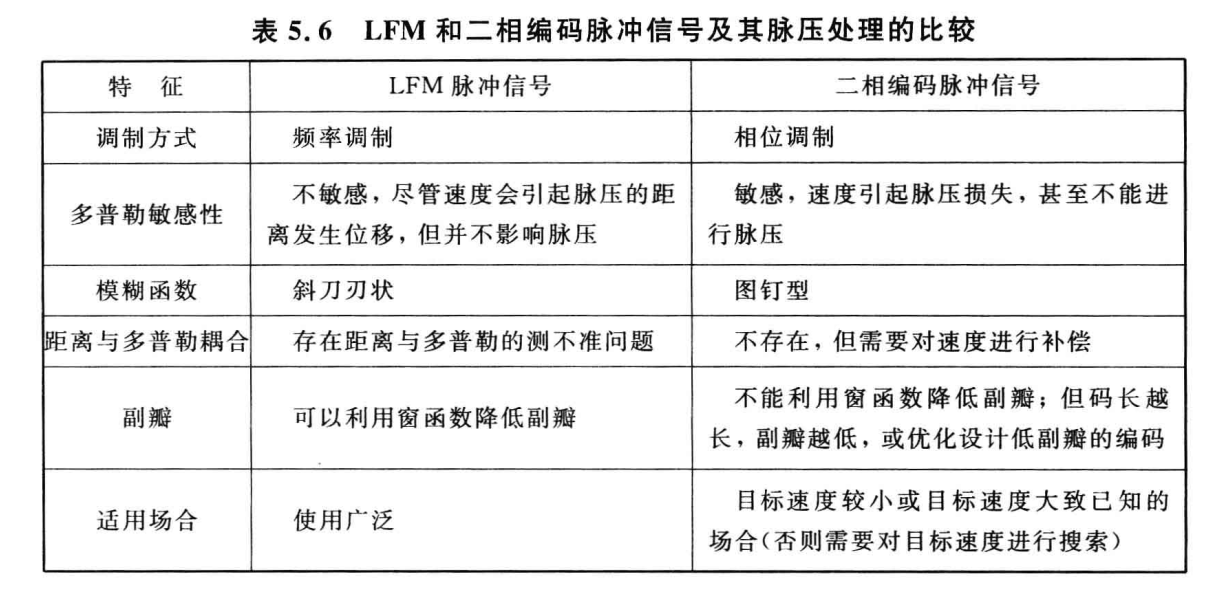 表 5.6 LFM 和二相编码脉冲信号及其脉压处理的比较
特 征 LFM 脉冲信号 二相编码脉冲信号
调制方式 频率调制 相位调制
多普勒敏感性
不敏感，尽管速度会引起脉压的距
离发生位移，但并不影响脉压
敏感，速度引起脉压损失，甚至不能进
行脉压
模糊函数 斜刀刃状 图钉型
距离与多普勒耦合 存在距离与多普勒的测不准问题 不存在，但需要对速度进行补偿
副瓣
可以利用窗函数降低副瓣
不能利用窗函数降低副瓣；但码长越
长，副瓣越低，或优化设计低副瓣的编码
适用场合
使用广泛
目标速度较小或目标速度大致已知的
场合（否则需要对目标速度进行搜索）